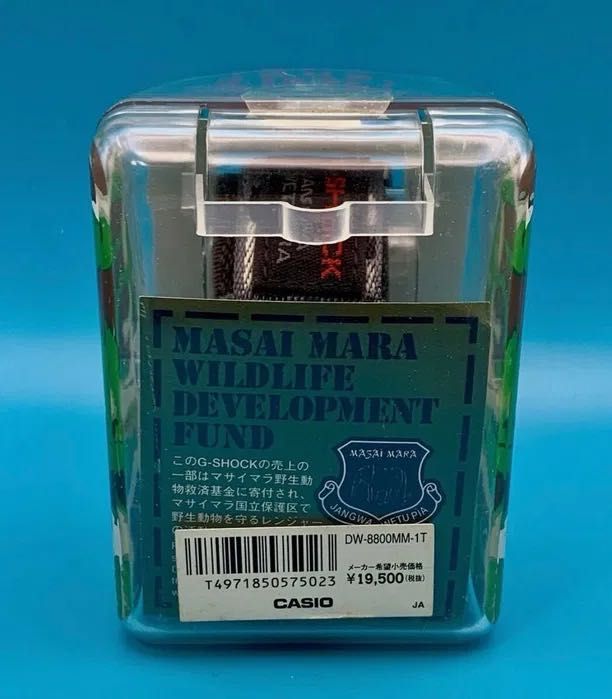 SHOCK
MASAI MARA
WILDLIFE
DEVELOPMENT
FUND
このG-SHOCKの売上の
一部はマサイマラ野生動
物救済基金に寄付され、
マサイマラ国立保護区で
野生動物を守るレンジャー
MASAI MARA
JANGWA NETU PIA
DW-8800MM-1T
メーカー希望小売価格
¥19,500(税抜)
T4971850575023
CASIO
JA